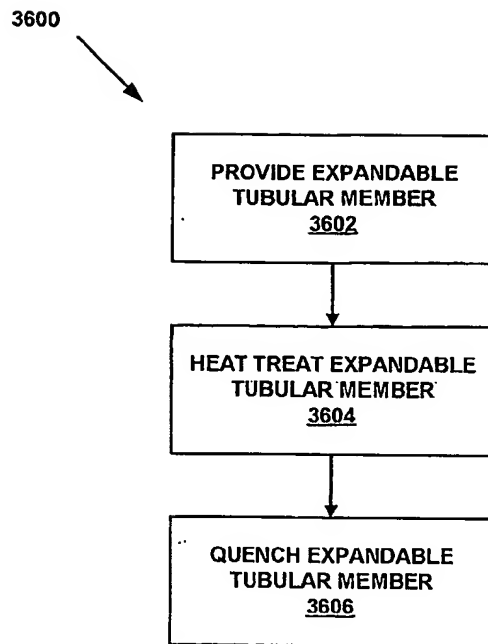 3600
PROVIDE EXPANDABLE
TUBULAR MEMBER
3602
HEAT TREAT EXPANDABLE
TUBULAR MEMBER
3604
QUENCH EXPANDABLE
TUBULAR MEMBER
3606